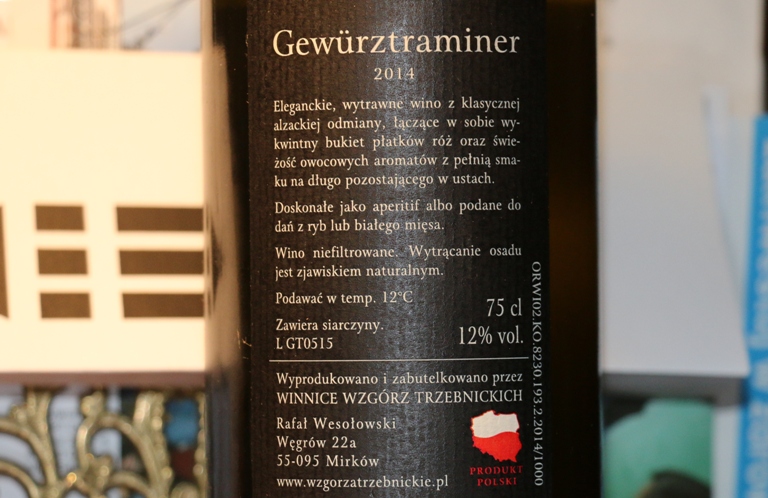 Gewürztraminer
2014
Eleganckie, wytrawne wino z klasycznej
alzackiej odmiany, łączące w sobie wy-
kwintny bukiet płatków róż oraz świe-
żość owocowych aromatów z pełnią sma-
ku na długo pozostającego w ustach.
Doskonałe jako aperitif albo podane do
dań z ryb lub białego mięsa.
Wino niefiltrowane. Wytrącanie osadu
jest zjawiskiem naturalnym.
Podawać w temp. 12°C
75 cl
Zawiera siarczyny.
12% vol.
L GT0515
ORWI02.KO.8230.193.2.2014/1000
Wyprodukowano i zabutelkowano przez
WINNICE WZGÓRZ TRZEBNICKICH
Rafał Wesołowski
Węgrów 22a
55-095 Mirków
www.wzgorzatrzebnickie.pl
PRODUKT
POLSKI